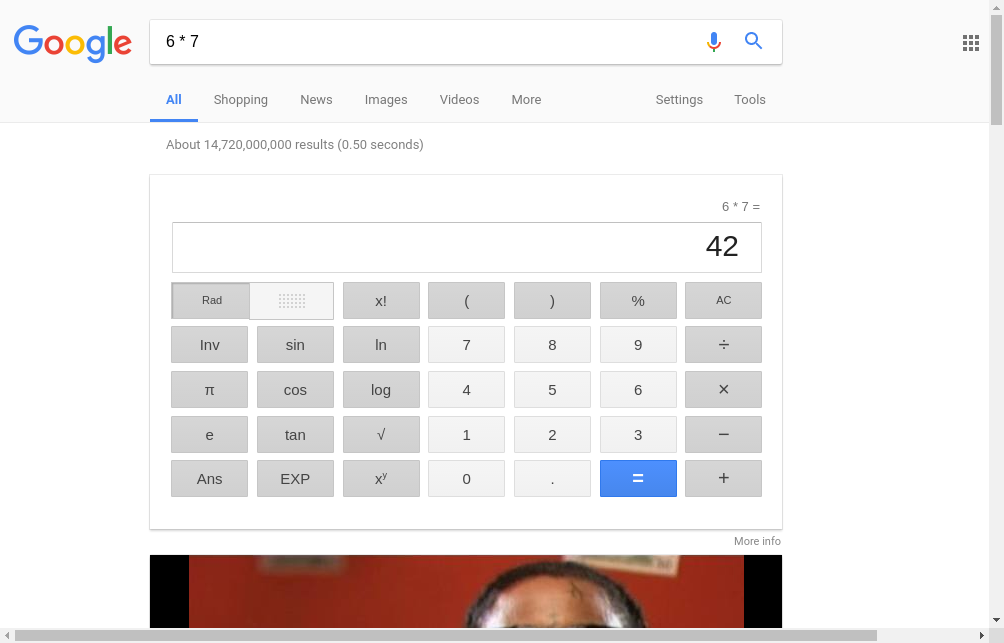 Google
6 * 7
All Shopping News Images Videos More Settings Tools
About 14,720,000,000 results (0.50 seconds)
6 * 7 =
42
Rad x! ( ) % AC
Inv sin ln 7 8 9 ÷
π cos log 4 5 6 ×
e tan √ 1 2 3 −
Ans EXP xʸ 0 . = +
More info